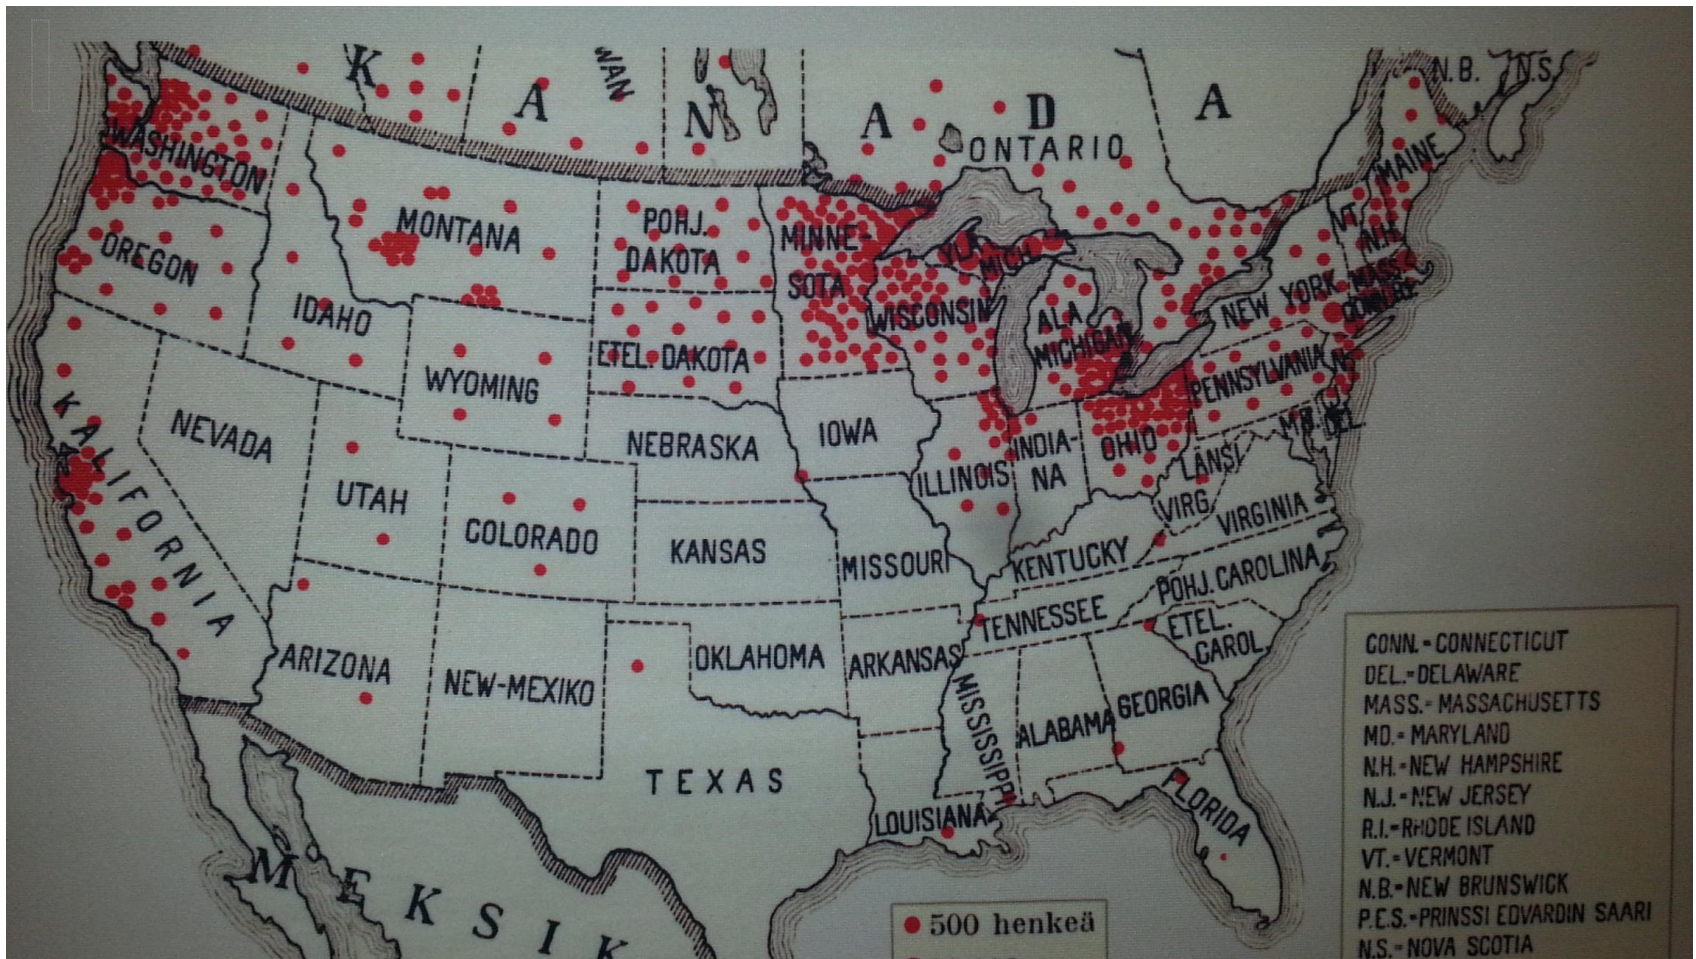 K A N A D A
WAN
N.B.
N.S.
ONTARIO
MAINE
WASHINGTON
MONTANA
POHJ.
DAKOTA
MINNE-
SOTA
YLÄ
MICH.
VT.
N.H.
MASS.
CONN.
R.I.
OREGON
IDAHO
WISCONSIN
ALA
MICHIGAN
NEW YORK
ETEL. DAKOTA
WYOMING
PENNSYLVANIA
N.J.
KALIFORNIA
NEVADA
NEBRASKA
IOWA
ILLINOIS
INDIA-
NA
OHIO
MD.
DEL.
LÄNSI
VIRG.
VIRGINIA
UTAH
COLORADO
KANSAS
MISSOURI
KENTUCKY
POHJ. CAROLINA
TENNESSEE
ETEL.
CAROL.
ARIZONA
NEW-MEXIKO
OKLAHOMA
ARKANSAS
MISSISSIPPI
ALABAMA
GEORGIA
TEXAS
LOUISIANA
FLORIDA
MEKSIK
500 henkeä
CONN.=CONNECTICUT
DEL.=DELAWARE
MASS.=MASSACHUSETTS
MD.=MARYLAND
N.H.=NEW HAMPSHIRE
N.J.=NEW JERSEY
R.I.=RHODE ISLAND
VT.=VERMONT
N.B.=NEW BRUNSWICK
P.E.S.=PRINSSI EDVARDIN SAARI
N.S.=NOVA SCOTIA